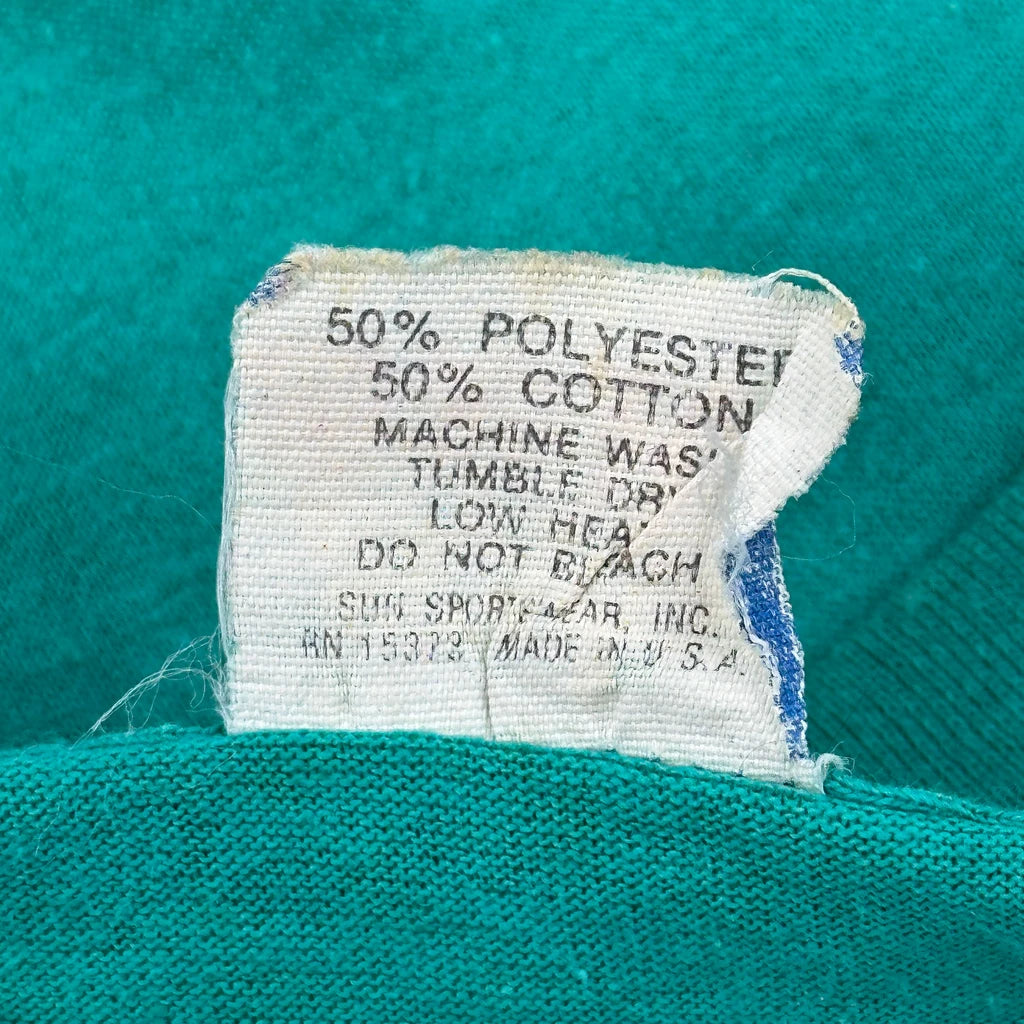 50% POLYESTER
50% COTTON
MACHINE WASH
TUMBLE DRY
LOW HEAT
DO NOT BLEACH
SUN SPORTSWEAR, INC.
RN 15373 MADE IN U.S.A.